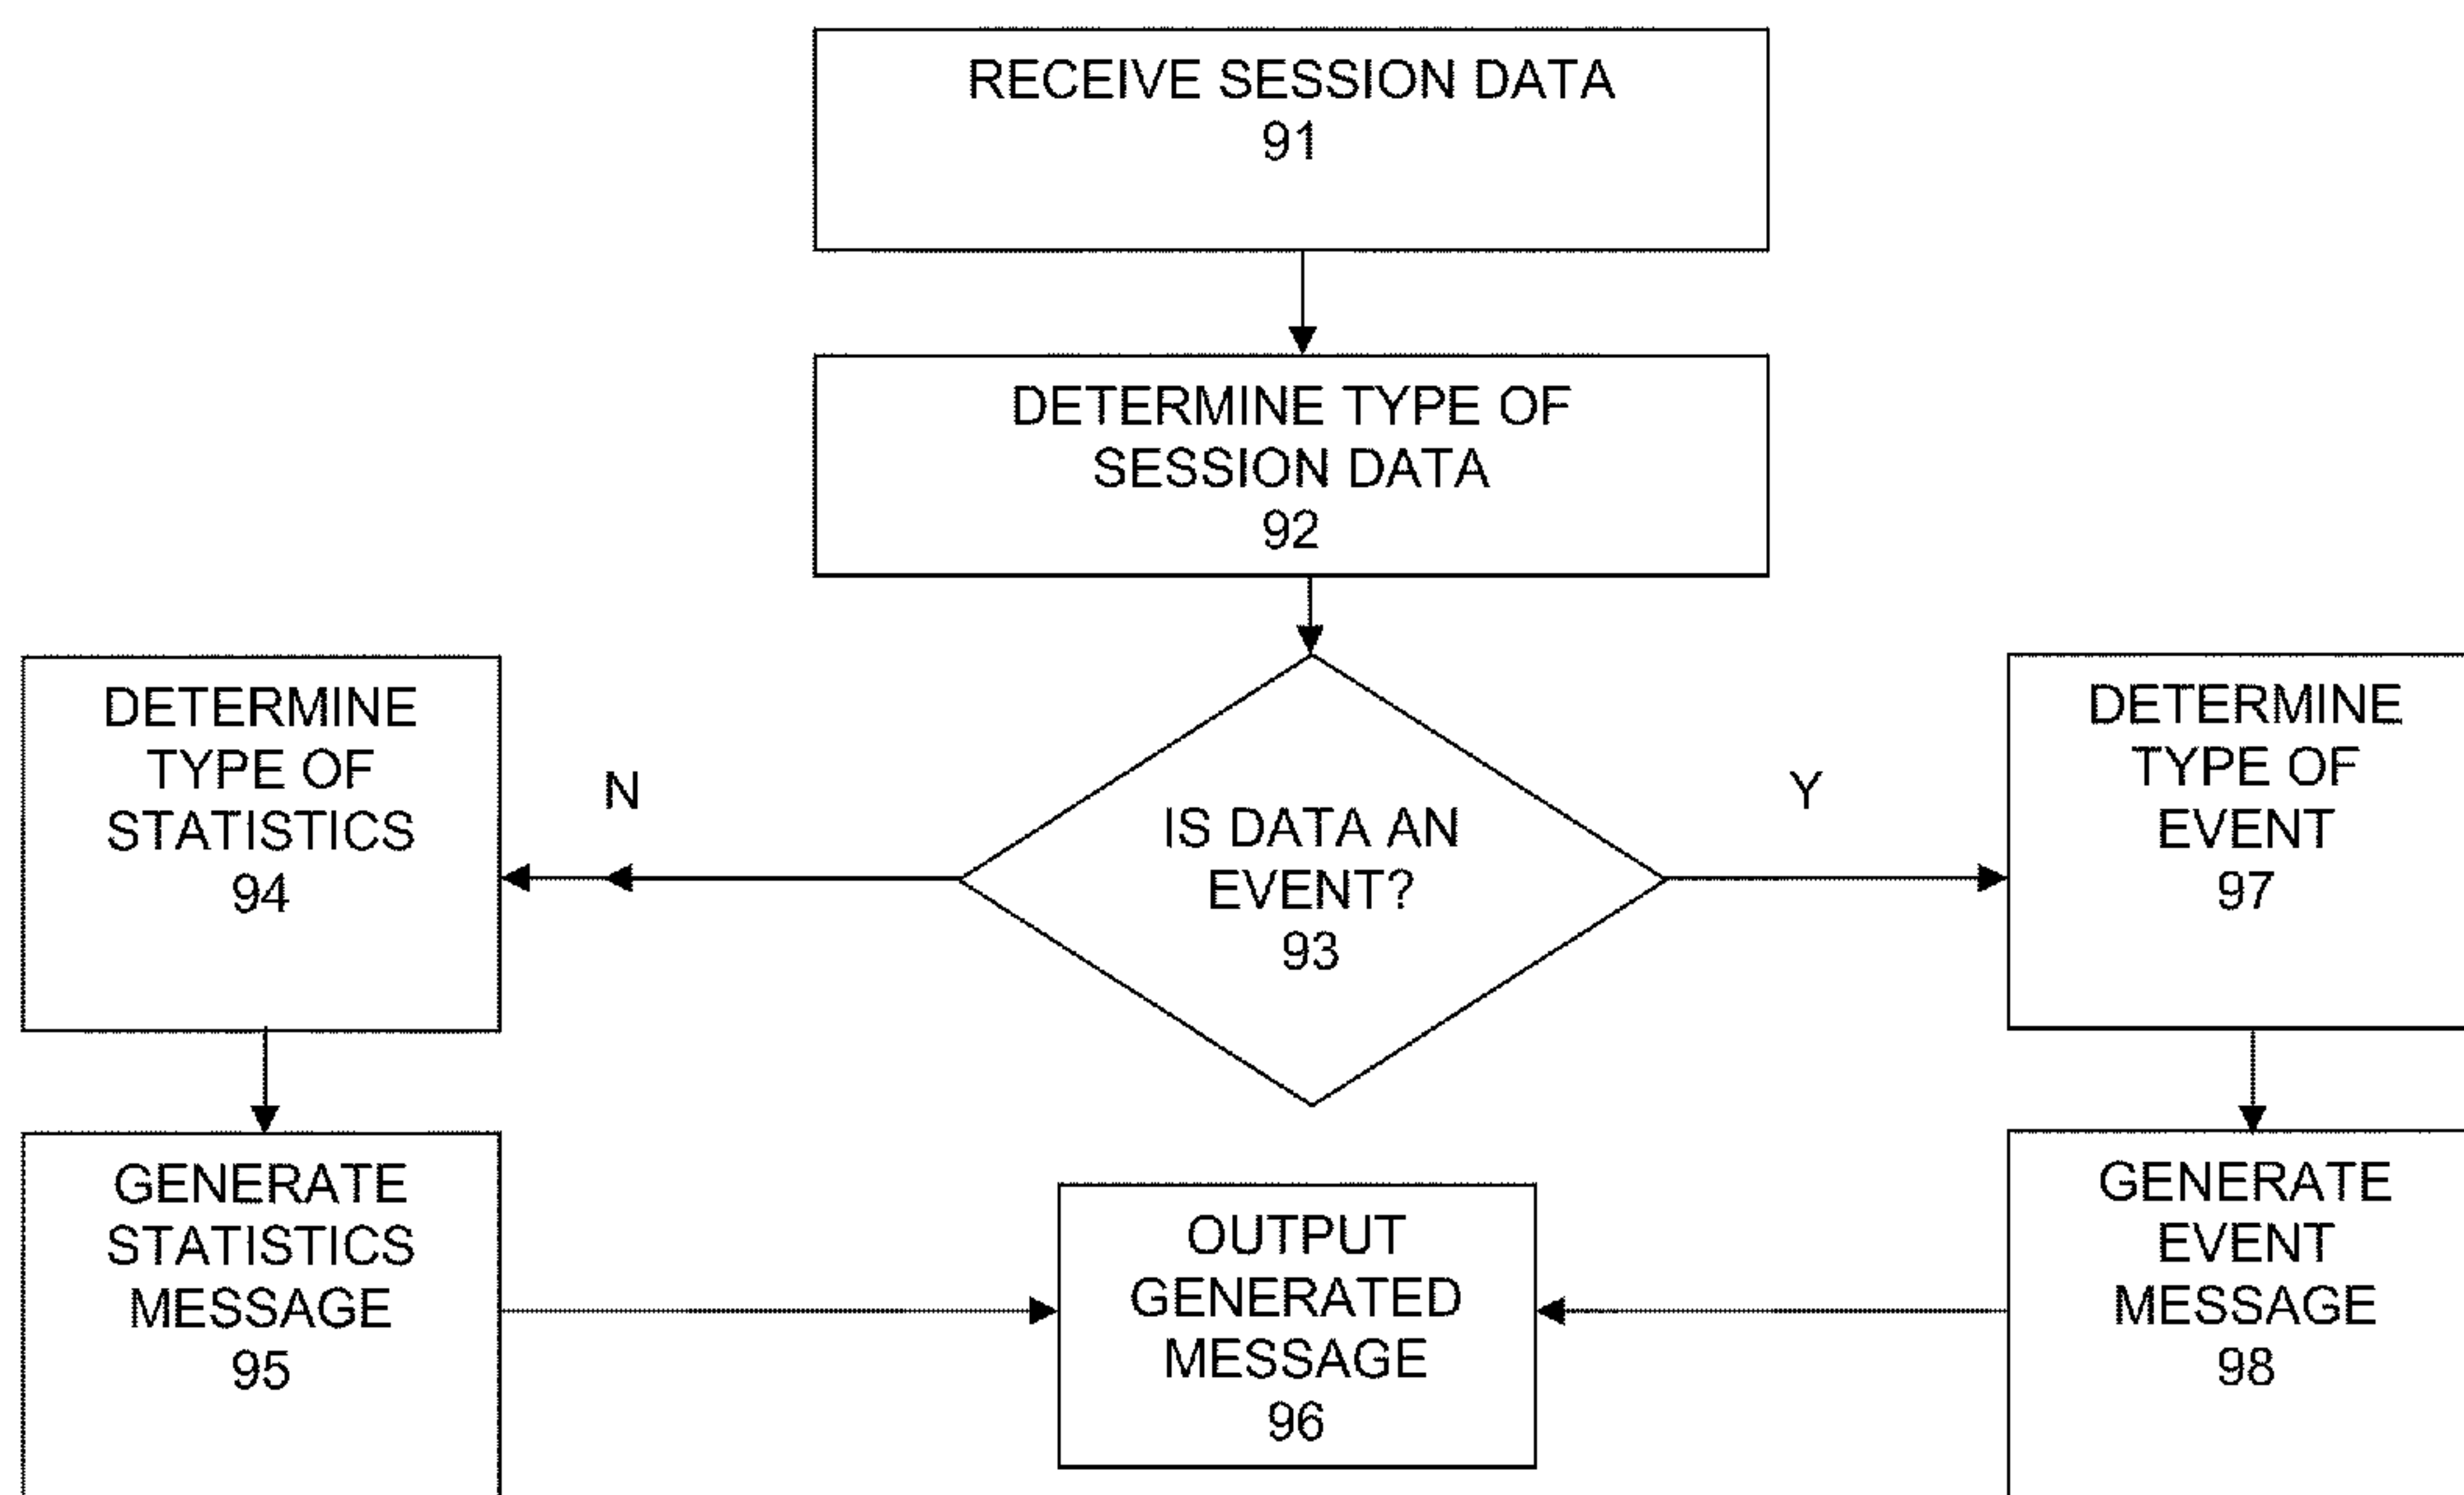 RECEIVE SESSION DATA
91
DETERMINE TYPE OF
SESSION DATA
92
DETERMINE
TYPE OF
STATISTICS
94
N
IS DATA AN
EVENT?
93
Y
DETERMINE
TYPE OF
EVENT
97
GENERATE
STATISTICS
MESSAGE
95
OUTPUT
GENERATED
MESSAGE
96
GENERATE
EVENT
MESSAGE
98